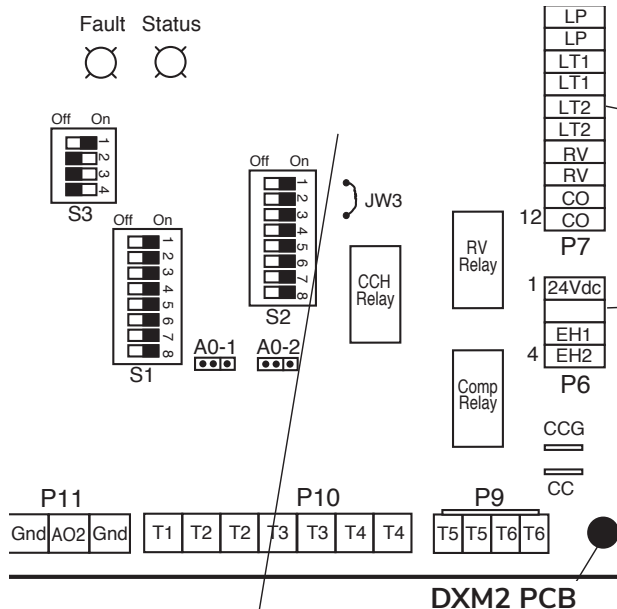 Fault Status
LP
LP
LT1
LT1
LT2
LT2
RV
RV
CO
12 CO
P7
Off On
1
2
3
4
S3
Off On
1
2
3
4
5
6
7
8
S1
Off On
1
2
3
4
5
6
7
8
S2
JW3
CCH
Relay
RV
Relay
1 24Vdc
EH1
4 EH2
P6
A0-1 A0-2
Comp
Relay
CCG
CC
P11 P10 P9
Gnd AO2 Gnd T1 T2 T2 T3 T3 T4 T4 T5 T5 T6 T6
DXM2 PCB